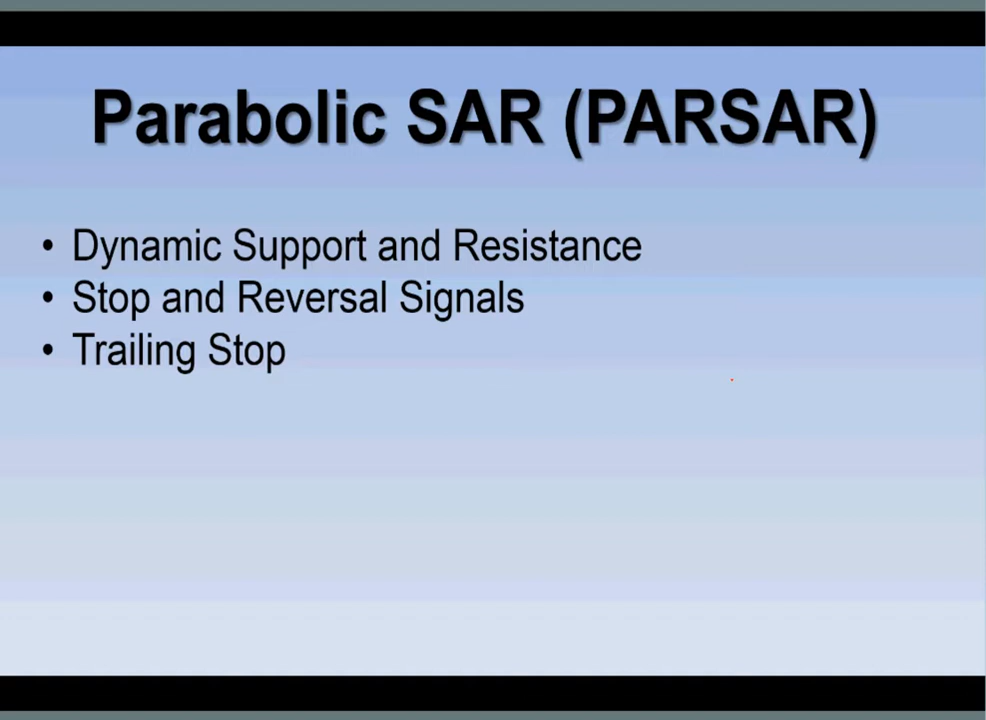 Parabolic SAR (PARSAR)
• Dynamic Support and Resistance
• Stop and Reversal Signals
• Trailing Stop